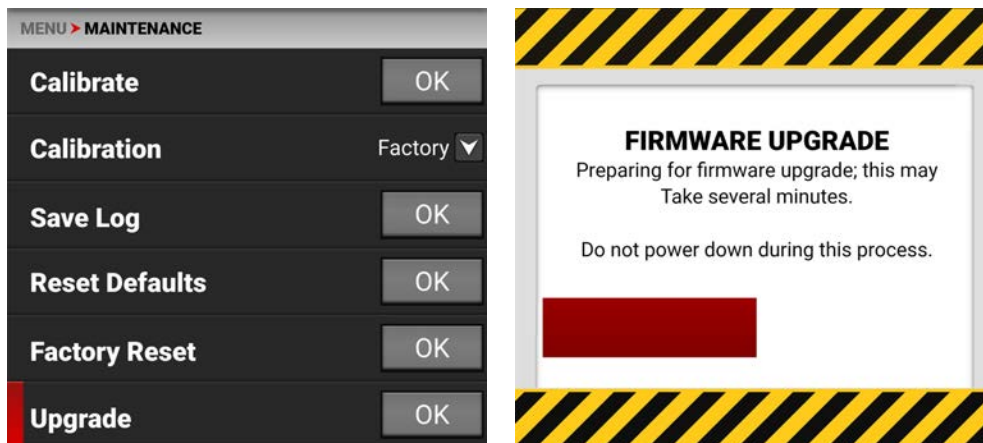 MENU > MAINTENANCE
Calibrate OK
Calibration Factory
Save Log OK
Reset Defaults OK
Factory Reset OK
Upgrade OK
FIRMWARE UPGRADE
Preparing for firmware upgrade; this may
Take several minutes.
Do not power down during this process.